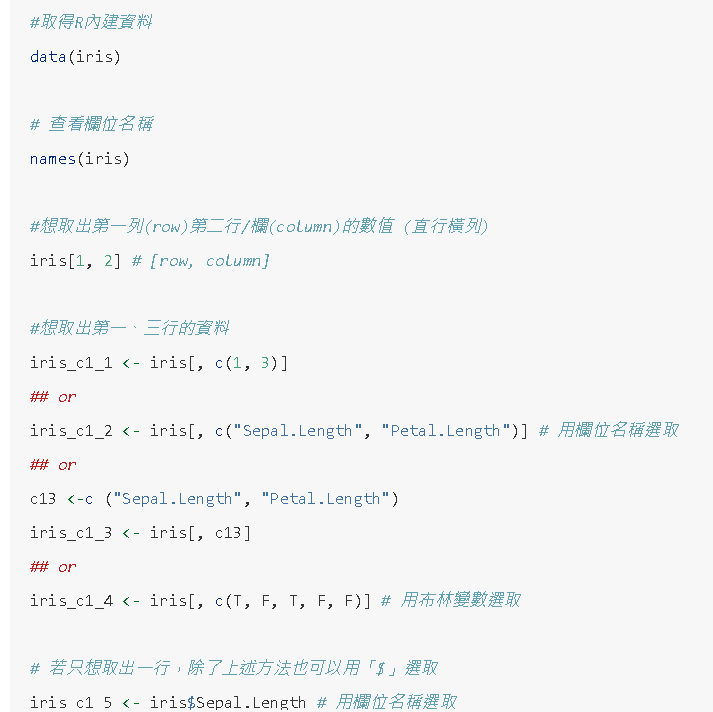 #取得R內建資料
data(iris)
# 查看欄位名稱
names(iris)
#想取出第一列(row)第二行/欄(column)的數值 (直行橫列)
iris[1, 2] # [row, column]
#想取出第一、三行的資料
iris_c1_1 <- iris[, c(1, 3)]
## or
iris_c1_2 <- iris[, c("Sepal.Length", "Petal.Length")] # 用欄位名稱選取
## or
c13 <-c ("Sepal.Length", "Petal.Length")
iris_c1_3 <- iris[, c13]
## or
iris_c1_4 <- iris[, c(T, F, T, F, F)] # 用布林變數選取
# 若只想取出一行，除了上述方法也可以用「$」選取
iris_c1_5 <- iris$Sepal.Length # 用欄位名稱選取